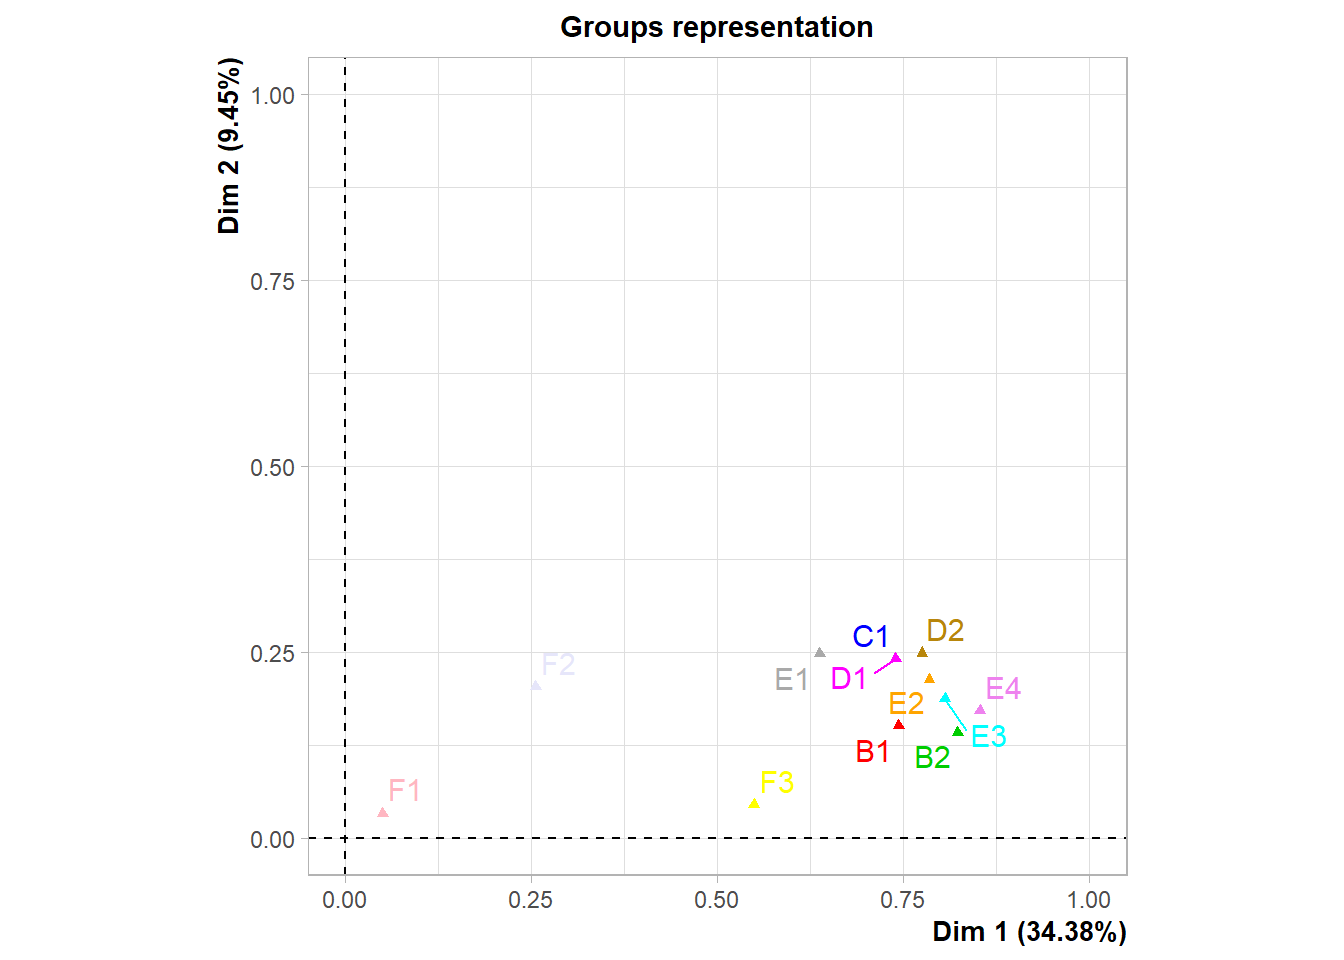 Groups representation
Dim 2 (9.45%)
1.00
0.75
0.50
0.25
0.00
C1
D2
F2
E1
D1
E4
E2
E3
B1
B2
F1
F3
0.00
0.25
0.50
0.75
1.00
Dim 1 (34.38%)